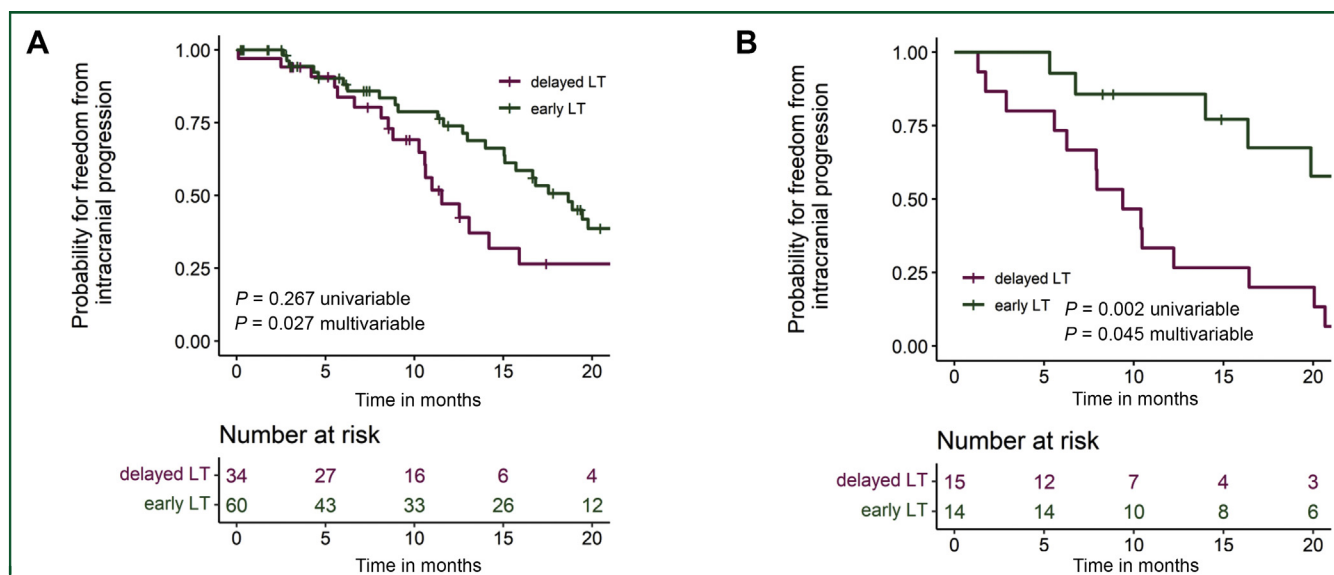 A
Probability for freedom from
intracranial progression
1.00
0.75
0.50
0.25
0.00
delayed LT
early LT
P = 0.267 univariable
P = 0.027 multivariable
0 5 10 15 20
Time in months
Number at risk
delayed LT 34 27 16 6 4
early LT 60 43 33 26 12
0 5 10 15 20
Time in months
B
Probability for freedom from
intracranial progression
1.00
0.75
0.50
0.25
0.00
delayed LT
early LT
P = 0.002 univariable
P = 0.045 multivariable
0 5 10 15 20
Time in months
Number at risk
delayed LT 15 12 7 4 3
early LT 14 14 10 8 6
0 5 10 15 20
Time in months